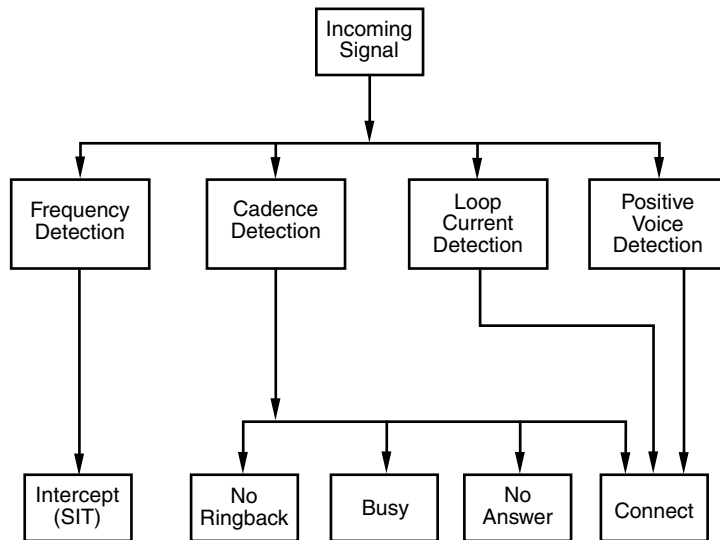 Incoming
Signal
Frequency
Detection
Cadence
Detection
Loop
Current
Detection
Positive
Voice
Detection
Intercept
(SIT)
No
Ringback
Busy
No
Answer
Connect